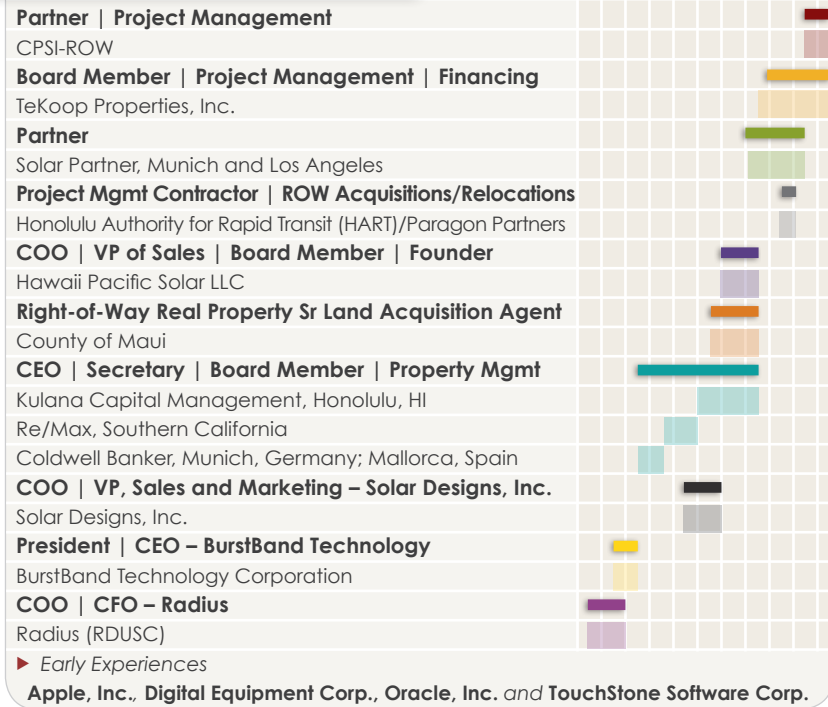 Partner | Project Management
CPSI-ROW
Board Member | Project Management | Financing
TeKoop Properties, Inc.
Partner
Solar Partner, Munich and Los Angeles
Project Mgmt Contractor | ROW Acquisitions/Relocations
Honolulu Authority for Rapid Transit (HART)/Paragon Partners
COO | VP of Sales | Board Member | Founder
Hawaii Pacific Solar LLC
Right-of-Way Real Property Sr Land Acquisition Agent
County of Maui
CEO | Secretary | Board Member | Property Mgmt
Kulana Capital Management, Honolulu, HI
Re/Max, Southern California
Coldwell Banker, Munich, Germany; Mallorca, Spain
COO | VP, Sales and Marketing – Solar Designs, Inc.
Solar Designs, Inc.
President | CEO – BurstBand Technology
BurstBand Technology Corporation
COO | CFO – Radius
Radius (RDUSC)
Early Experiences
Apple, Inc., Digital Equipment Corp., Oracle, Inc. and TouchStone Software Corp.